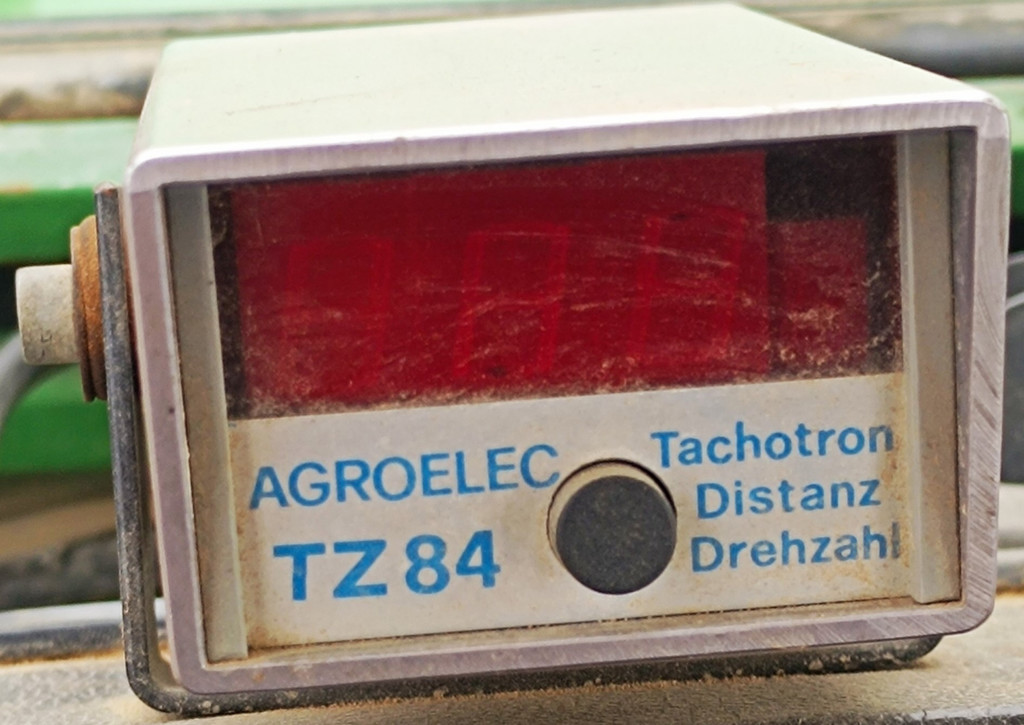 AGROELEC
TZ 84
Tachotron
Distanz
Drehzahl